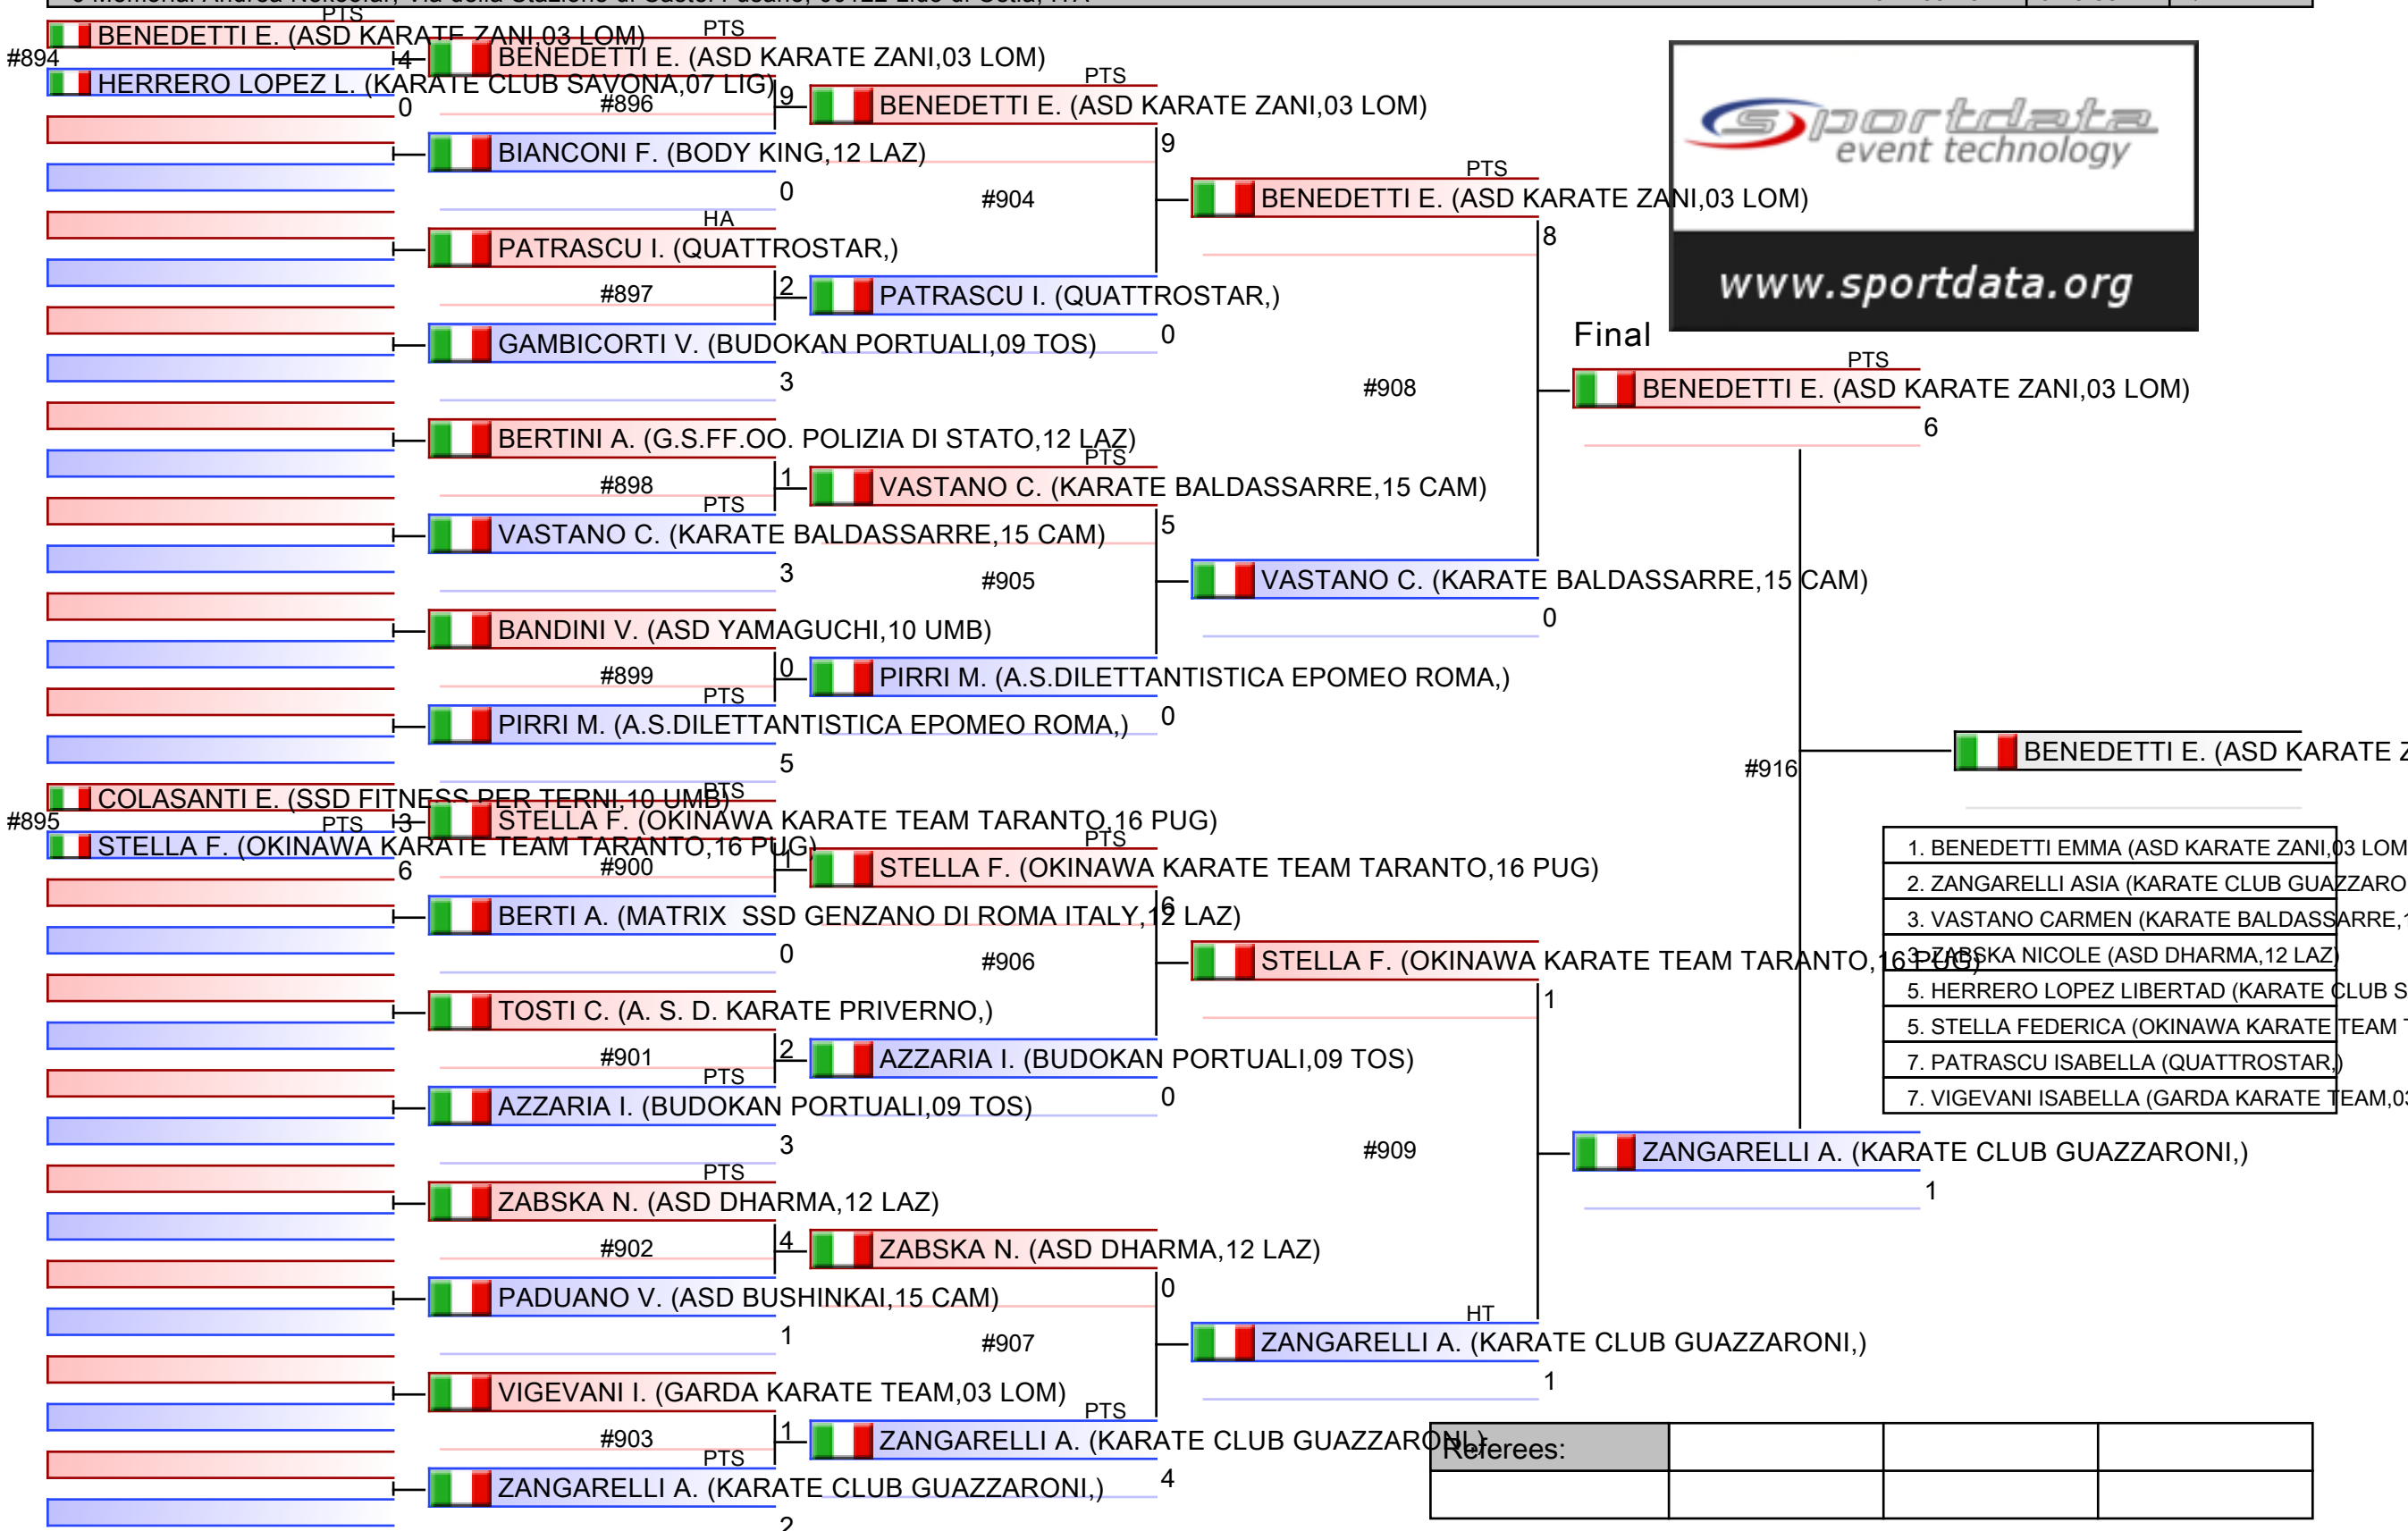 PTS
BENEDETTI E. (ASD KARATE ZANI,03 LOM)
#894
4
HERRERO LOPEZ L. (KARATE CLUB SAVONA,07 LIG)
0
COLASANTI E. (SSD FITNESS PER TERNI,10 UMB)
#895
PTS
3
STELLA F. (OKINAWA KARATE TEAM TARANTO,16 PUG)
6
PTS
BENEDETTI E. (ASD KARATE ZANI,03 LOM)
#896
9
BIANCONI F. (BODY KING,12 LAZ)
0
HA
PATRASCU I. (QUATTROSTAR,)
#897
2
GAMBICORTI V. (BUDOKAN PORTUALI,09 TOS)
3
BERTINI A. (G.S.FF.OO. POLIZIA DI STATO,12 LAZ)
#898
1
PTS
VASTANO C. (KARATE BALDASSARRE,15 CAM)
3
BANDINI V. (ASD YAMAGUCHI,10 UMB)
#899
0
PTS
PIRRI M. (A.S.DILETTANTISTICA EPOMEO ROMA,)
5
PTS
STELLA F. (OKINAWA KARATE TEAM TARANTO,16 PUG)
#900
1
BERTI A. (MATRIX  SSD GENZANO DI ROMA ITALY,12 LAZ)
0
TOSTI C. (A. S. D. KARATE PRIVERNO,)
#901
2
PTS
AZZARIA I. (BUDOKAN PORTUALI,09 TOS)
3
PTS
ZABSKA N. (ASD DHARMA,12 LAZ)
#902
4
PADUANO V. (ASD BUSHINKAI,15 CAM)
1
VIGEVANI I. (GARDA KARATE TEAM,03 LOM)
#903
1
PTS
ZANGARELLI A. (KARATE CLUB GUAZZARONI,)
2
PTS
BENEDETTI E. (ASD KARATE ZANI,03 LOM)
9
#904
PATRASCU I. (QUATTROSTAR,)
0
PTS
VASTANO C. (KARATE BALDASSARRE,15 CAM)
5
#905
PIRRI M. (A.S.DILETTANTISTICA EPOMEO ROMA,)
0
PTS
STELLA F. (OKINAWA KARATE TEAM TARANTO,16 PUG)
6
#906
AZZARIA I. (BUDOKAN PORTUALI,09 TOS)
0
ZABSKA N. (ASD DHARMA,12 LAZ)
0
#907
PTS
ZANGARELLI A. (KARATE CLUB GUAZZARONI,)
4
PTS
BENEDETTI E. (ASD KARATE ZANI,03 LOM)
8
#908
VASTANO C. (KARATE BALDASSARRE,15 CAM)
0
STELLA F. (OKINAWA KARATE TEAM TARANTO,16 PUG)
1
#909
HT
ZANGARELLI A. (KARATE CLUB GUAZZARONI,)
1
sportdata
event technology
www.sportdata.org
Final
PTS
BENEDETTI E. (ASD KARATE ZANI,03 LOM)
6
#916
ZANGARELLI A. (KARATE CLUB GUAZZARONI,)
1
BENEDETTI E. (ASD KARATE Z
1. BENEDETTI EMMA (ASD KARATE ZANI,03 LOM
2. ZANGARELLI ASIA (KARATE CLUB GUAZZARO
3. VASTANO CARMEN (KARATE BALDASSARRE,1
3. ZABSKA NICOLE (ASD DHARMA,12 LAZ)
5. HERRERO LOPEZ LIBERTAD (KARATE CLUB S
5. STELLA FEDERICA (OKINAWA KARATE TEAM T
7. PATRASCU ISABELLA (QUATTROSTAR,)
7. VIGEVANI ISABELLA (GARDA KARATE TEAM,03
Referees: